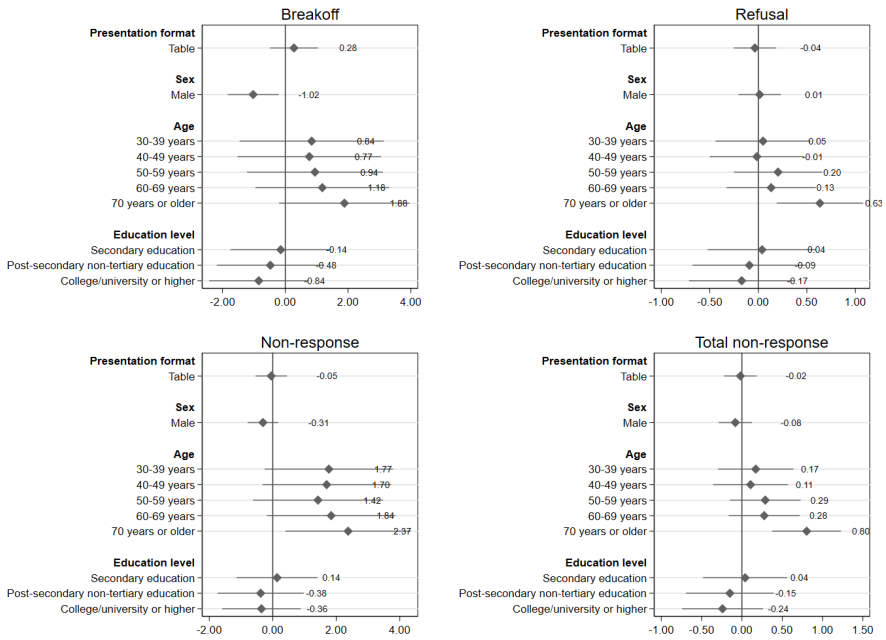 Breakoff
Presentation format
Table 0.28
Sex
Male -1.02
Age
30-39 years 0.84
40-49 years 0.77
50-59 years 0.94
60-69 years 1.18
70 years or older 1.88
Education level
Secondary education -0.14
Post-secondary non-tertiary education -0.48
College/university or higher -0.84
-2.00 0.00 2.00 4.00
Refusal
Presentation format
Table -0.04
Sex
Male 0.01
Age
30-39 years 0.05
40-49 years -0.01
50-59 years 0.20
60-69 years 0.13
70 years or older 0.63
Education level
Secondary education 0.04
Post-secondary non-tertiary education -0.09
College/university or higher -0.17
-1.00 -0.50 0.00 0.50 1.00
Non-response
Presentation format
Table -0.05
Sex
Male -0.31
Age
30-39 years 1.77
40-49 years 1.70
50-59 years 1.42
60-69 years 1.84
70 years or older 2.37
Education level
Secondary education 0.14
Post-secondary non-tertiary education -0.38
College/university or higher -0.36
-2.00 0.00 2.00 4.00
Total non-response
Presentation format
Table -0.02
Sex
Male -0.08
Age
30-39 years 0.17
40-49 years 0.11
50-59 years 0.29
60-69 years 0.28
70 years or older 0.80
Education level
Secondary education 0.04
Post-secondary non-tertiary education -0.15
College/university or higher -0.24
-1.00 -0.50 0.00 0.50 1.00 1.50